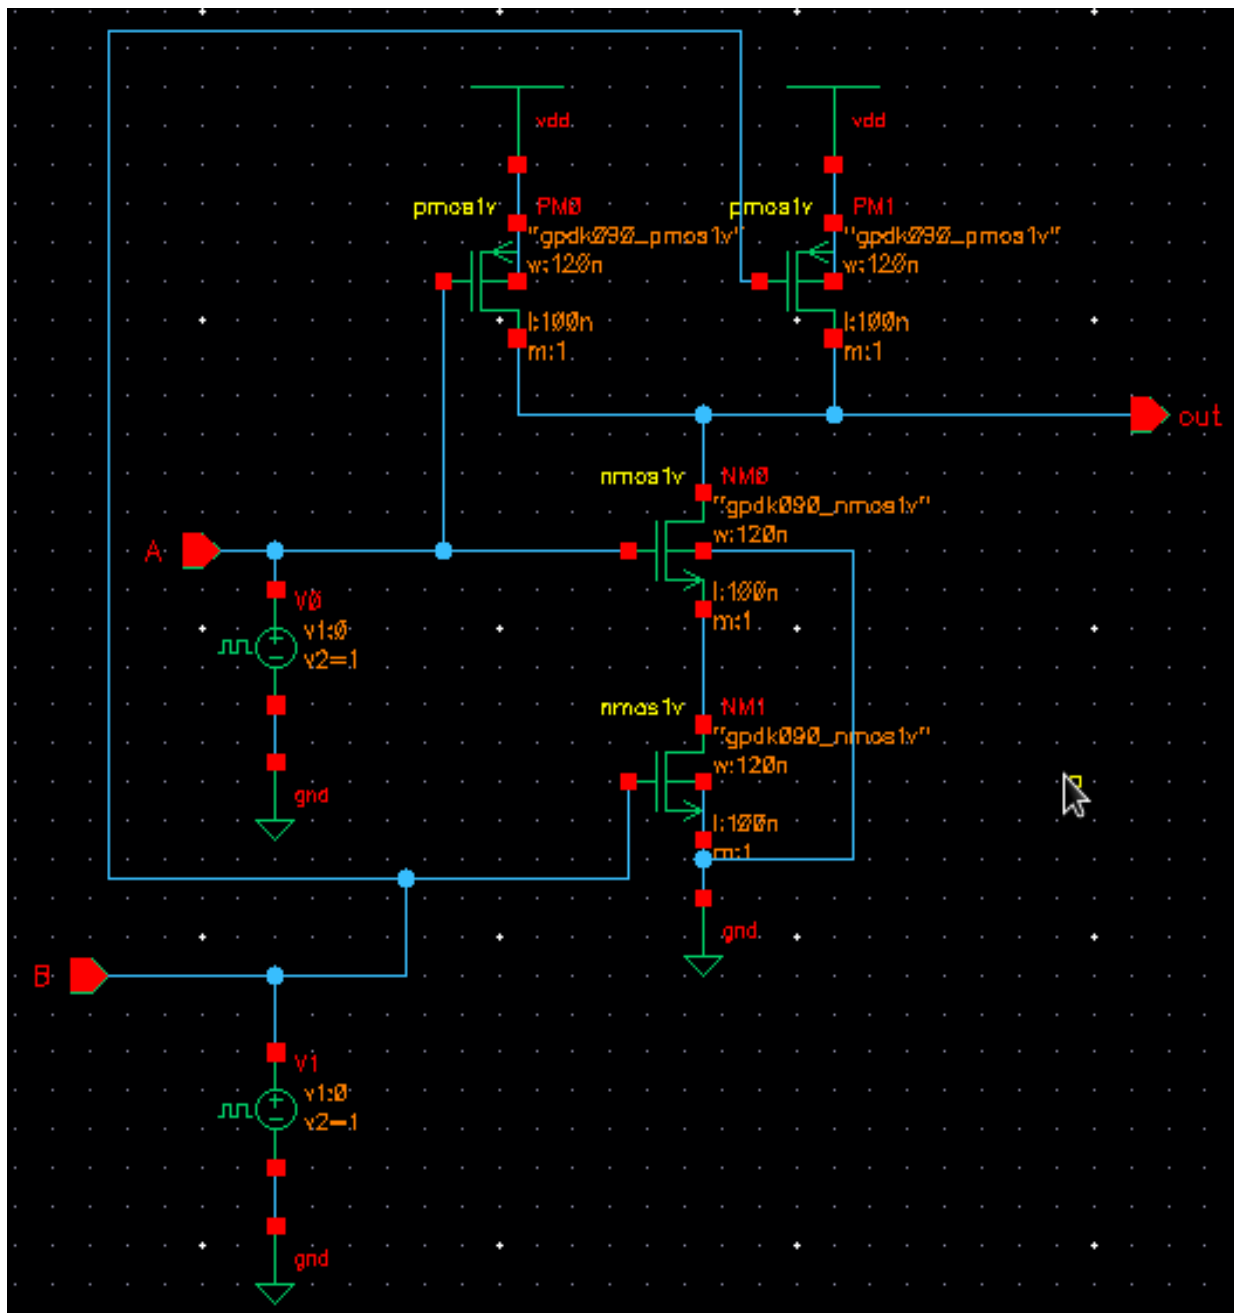 vdd
vdd
pmos1v PM0
"gpdk090_pmos1v"
w:120n
l:100n
m:1
pmos1v PM1
"gpdk090_pmos1v"
w:120n
l:100n
m:1
out
nmos1v NM0
"gpdk090_nmos1v"
w:120n
l:100n
m:1
A
V0
v1:0
v2=1
gnd
nmos1v NM1
"gpdk090_nmos1v"
w:120n
l:100n
m:1
gnd
B
V1
v1:0
v2=1
gnd